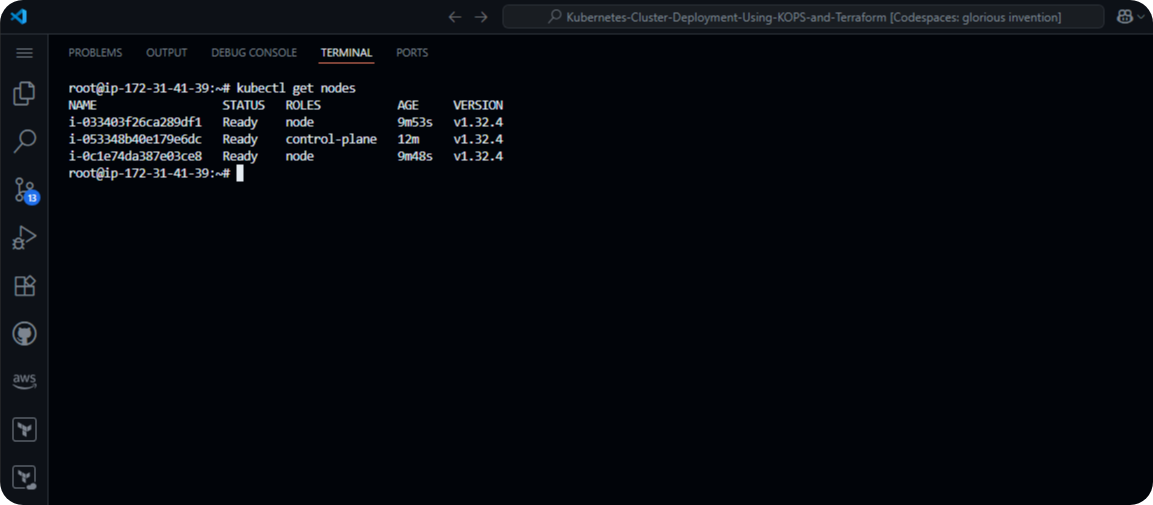 Kubernetes-Cluster-Deployment-Using-KOPS-and-Terraform [Codespaces: glorious invention]
PROBLEMS OUTPUT DEBUG CONSOLE TERMINAL PORTS
root@ip-172-31-41-39:~# kubectl get nodes
NAME STATUS ROLES AGE VERSION
i-033403f26ca289df1 Ready node 9m53s v1.32.4
i-053348b40e179e6dc Ready control-plane 12m v1.32.4
i-0c1e74da387e03ce8 Ready node 9m48s v1.32.4
root@ip-172-31-41-39:~#
13
aws